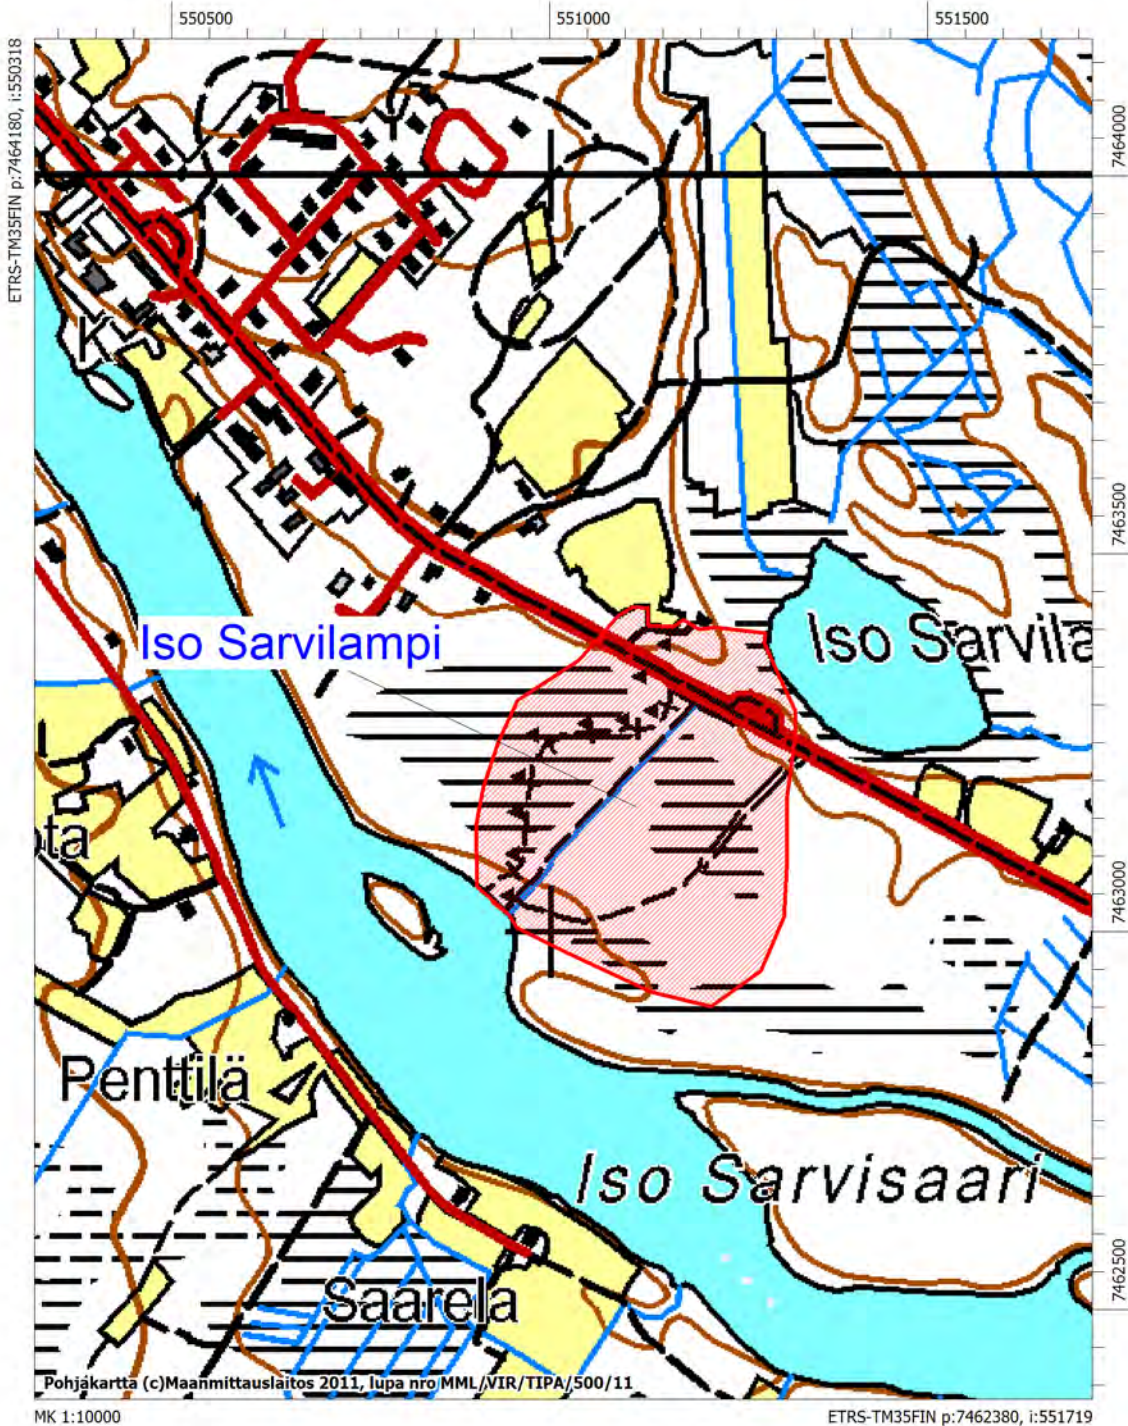 550500
551000
551500
ETRS-TM35FIN p:7464180, i:550318
7464000
K
7463500
Iso Sarvilampi
Iso Sarvila
ota
7463000
Penttilä
Iso Sarvisaari
7462500
Saarela
Pohjakartta (c)Maanmittauslaitos 2011, lupa nro MML/VIR/TIPA/500/11
MK 1:10000
ETRS-TM35FIN p:7462380, i:551719